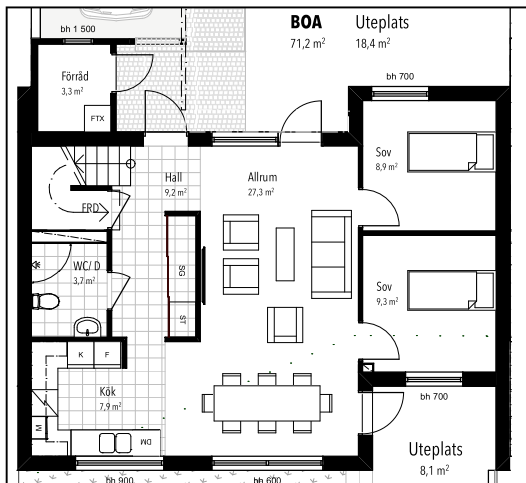 BOA Uteplats
71,2 m² 18,4 m²
bh 1 500
Förråd
3,3 m²
FTX
bh 700
Hall
9,2 m²
Allrum
27,3 m²
Sov
8,9 m²
FRD
WC/ D
3,7 m²
SG
ST
Sov
9,3 m²
K F
Kök
7,9 m²
M
DM
bh 700
Uteplats
8,1 m²
bh 900
bh 600